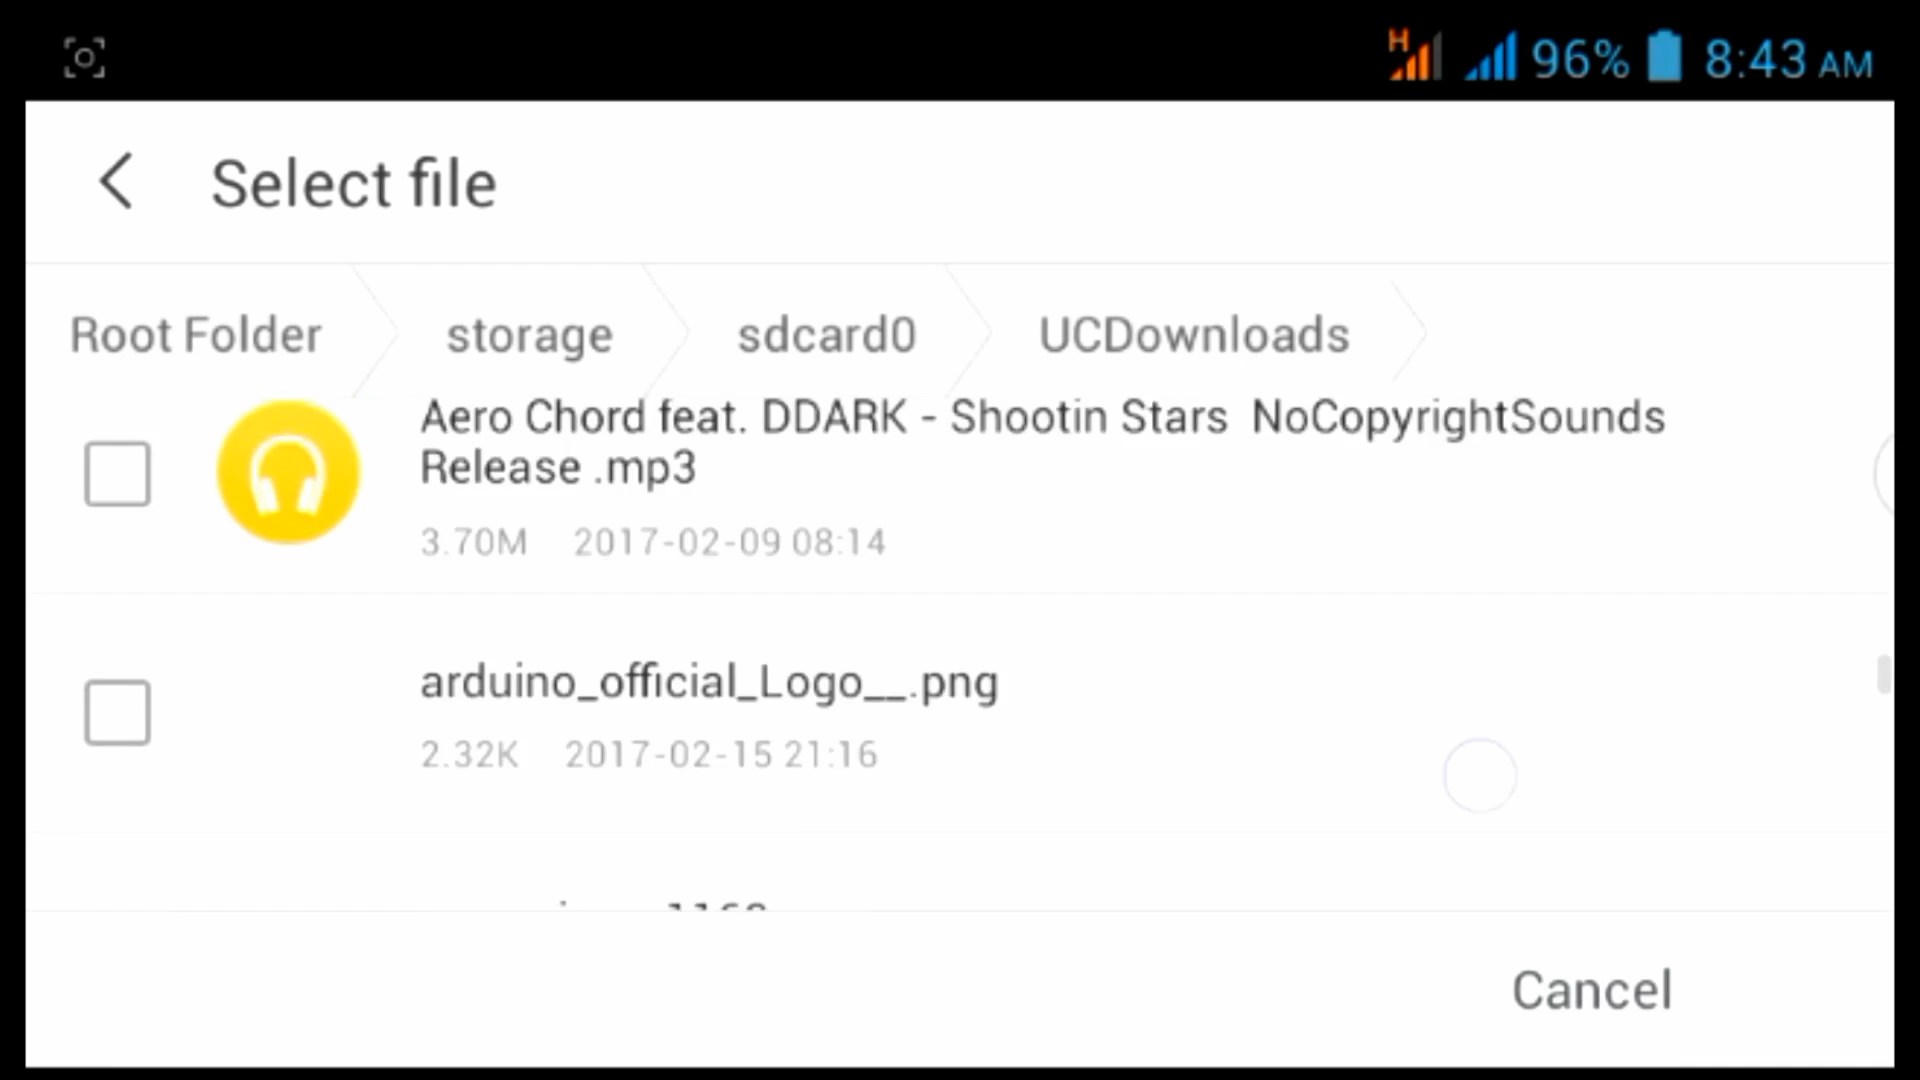 H 96% 8:43 AM
Select file
Root Folder storage sdcard0 UCDownloads
Aero Chord feat. DDARK - Shootin Stars  NoCopyrightSounds
Release .mp3
3.70M 2017-02-09 08:14
arduino_official_Logo__.png
2.32K 2017-02-15 21:16
Cancel